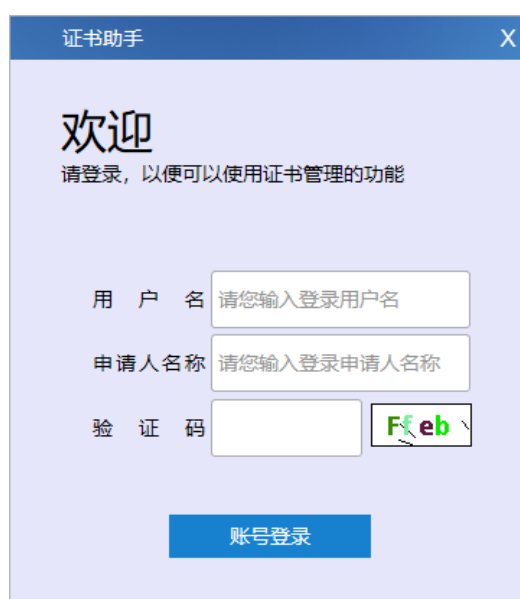 证书助手 X
欢迎
请登录，以便可以使用证书管理的功能
用户名 请您输入登录用户名
申请人名称 请您输入登录申请人名称
验证码 Ffeb
账号登录